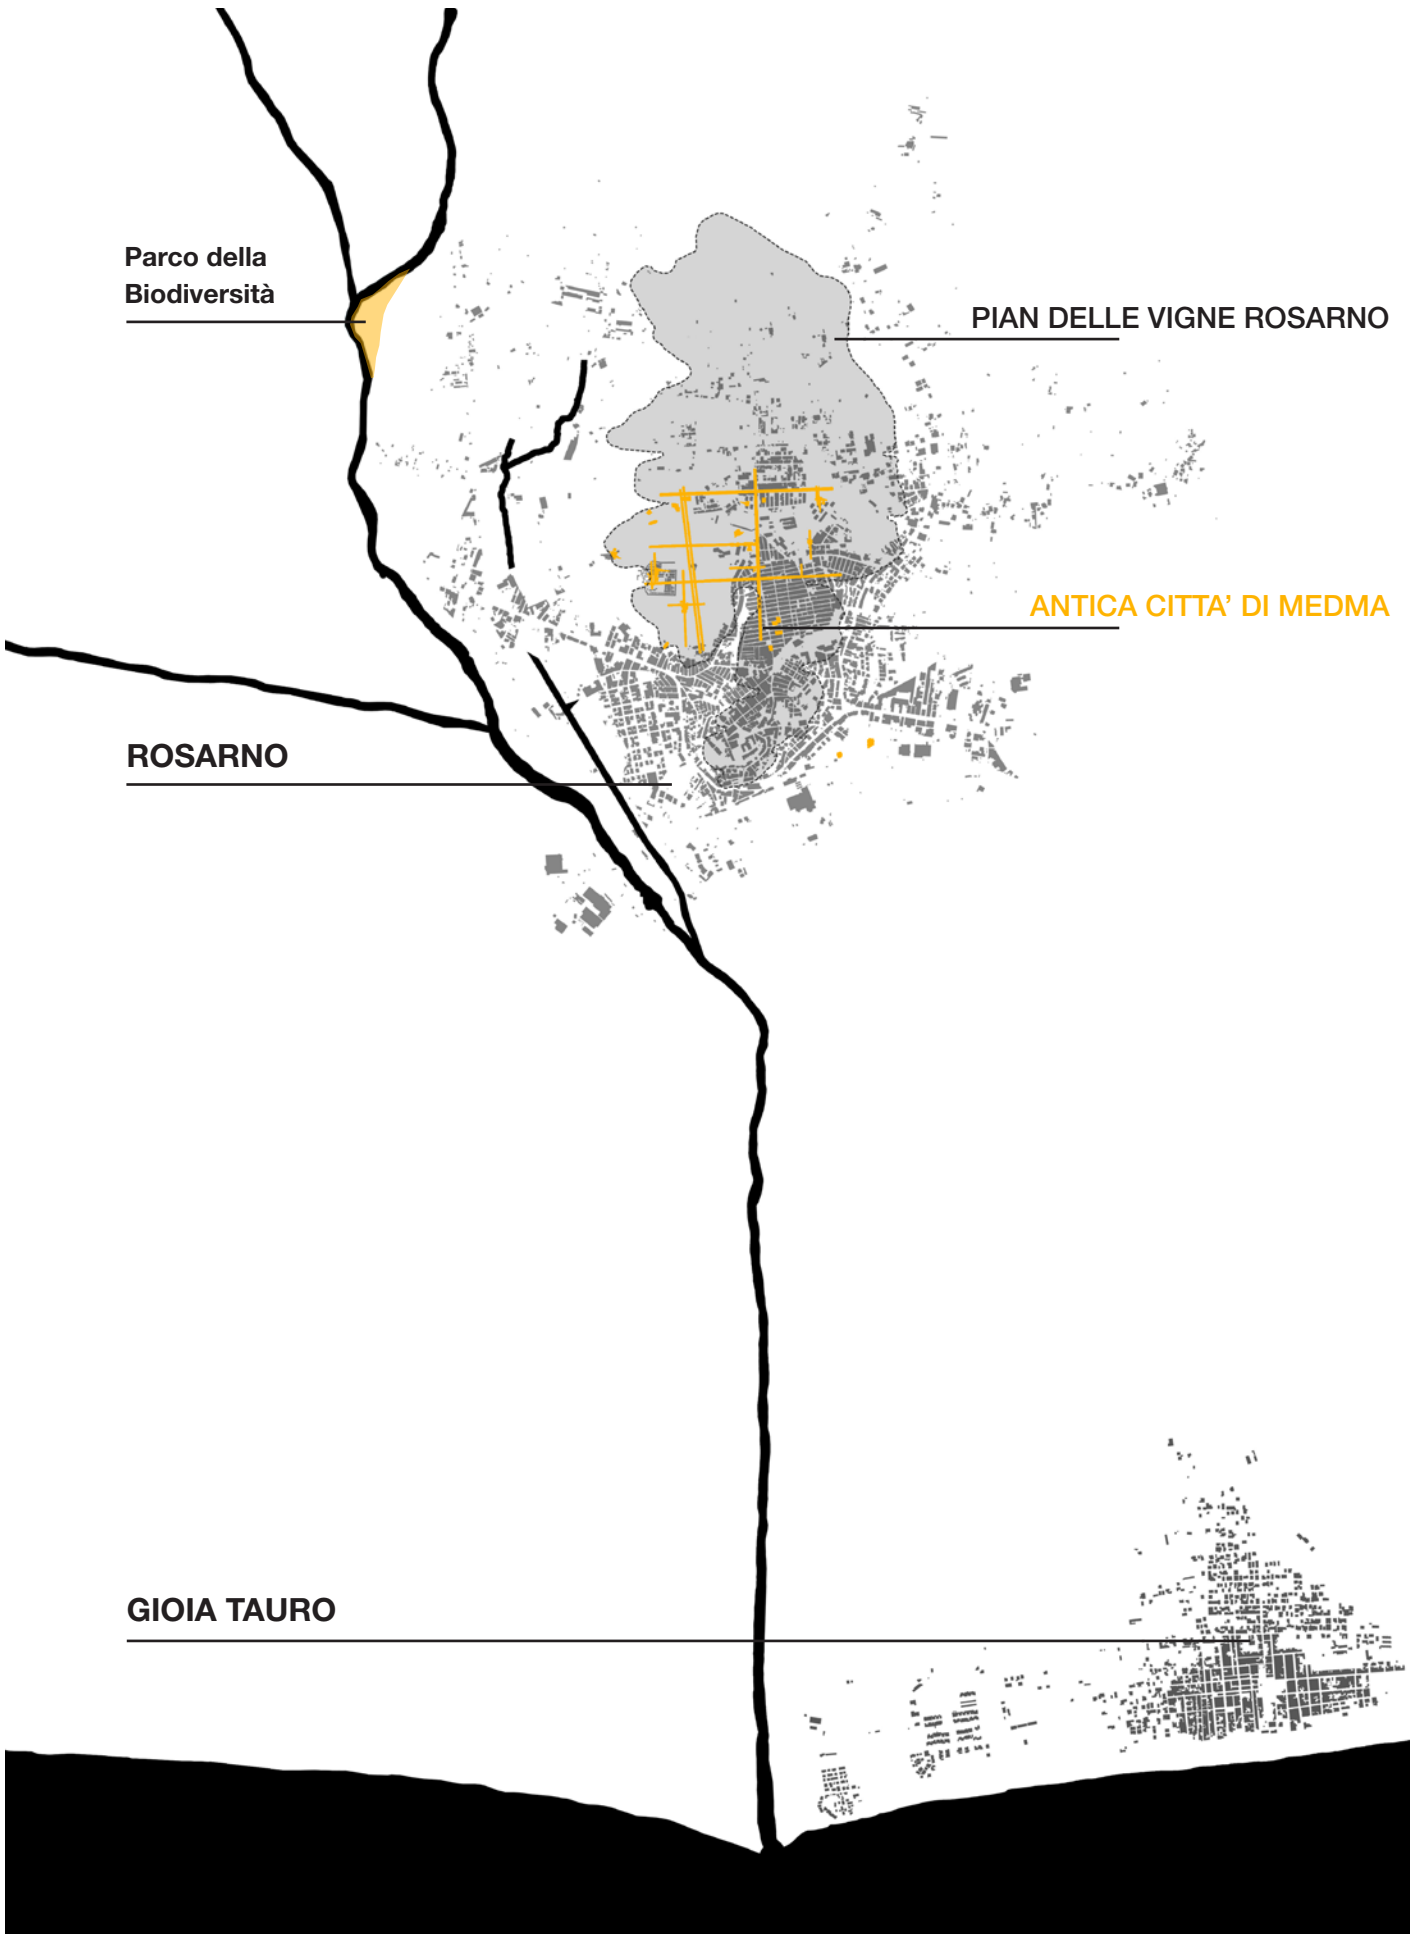 Parco della
Biodiversità
PIAN DELLE VIGNE ROSARNO
ANTICA CITTA’ DI MEDMA
ROSARNO
GIOIA TAURO